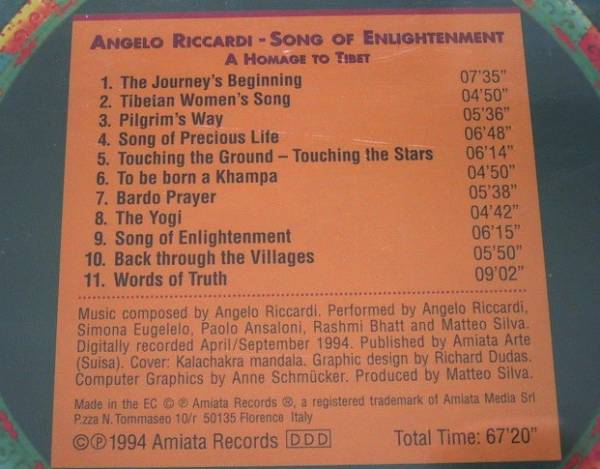 ANGELO RICCARDI - SONG OF ENLIGHTENMENT
A HOMAGE TO TIBET
1. The Journey's Beginning 07'35"
2. Tibetan Women's Song 04'50"
3. Pilgrim's Way 05'36"
4. Song of Precious Life 06'48"
5. Touching the Ground – Touching the Stars 06'14"
6. To be born a Khampa 04'50"
7. Bardo Prayer 05'38"
8. The Yogi 04'42"
9. Song of Enlightenment 06'15"
10. Back through the Villages 05'50"
11. Words of Truth 09'02"
Music composed by Angelo Riccardi. Performed by Angelo Riccardi,
Simona Eugelelo, Paolo Ansaloni, Rashmi Bhatt and Matteo Silva.
Digitally recorded April/September 1994. Published by Amiata Arte
(Suisa). Cover: Kalachakra mandala. Graphic design by Richard Dudas.
Computer Graphics by Anne Schmücker. Produced by Matteo Silva.
Made in the EC © ℗ Amiata Records ®, a registered trademark of Amiata Media Srl
P.zza N. Tommaseo 10/r 50135 Florence Italy
©℗1994 Amiata Records DDD Total Time: 67'20"